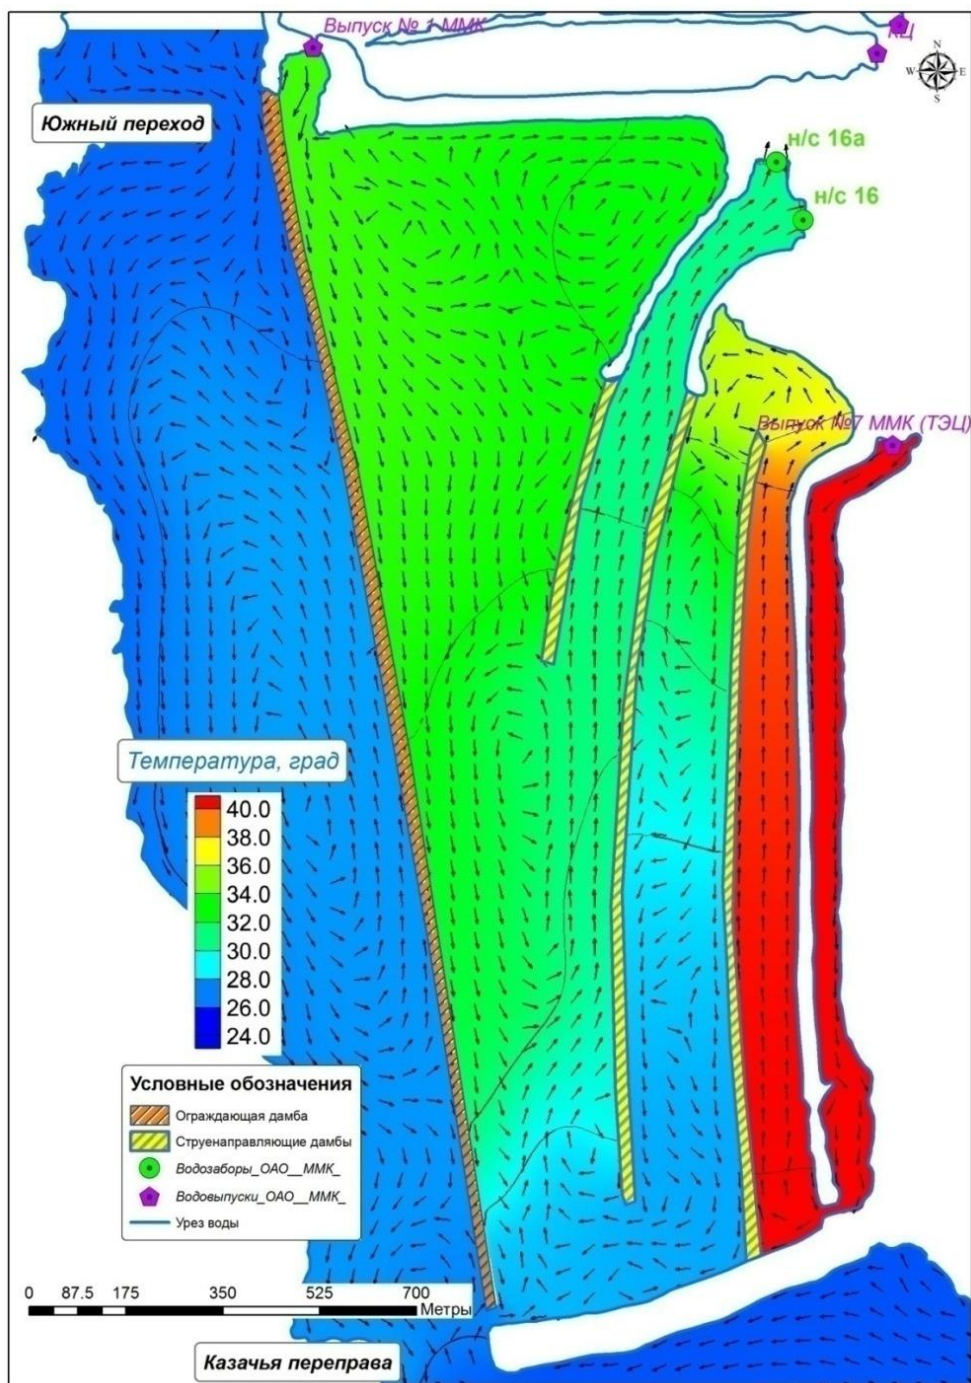 Выпуск № 1 ММК
КЦ
N
W E
S
Южный переход
н/с 16а
н/с 16
Выпуск №7 ММК (ТЭЦ)
Температура, град
40.0
38.0
36.0
34.0
32.0
30.0
28.0
26.0
24.0
Условные обозначения
Ограждающая дамба
Струенаправляющие дамбы
Водозаборы_ОАО__ММК_
Водовыпуски_ОАО__ММК_
Урез воды
0 87.5 175 350 525 700
Метры
Казачья переправа